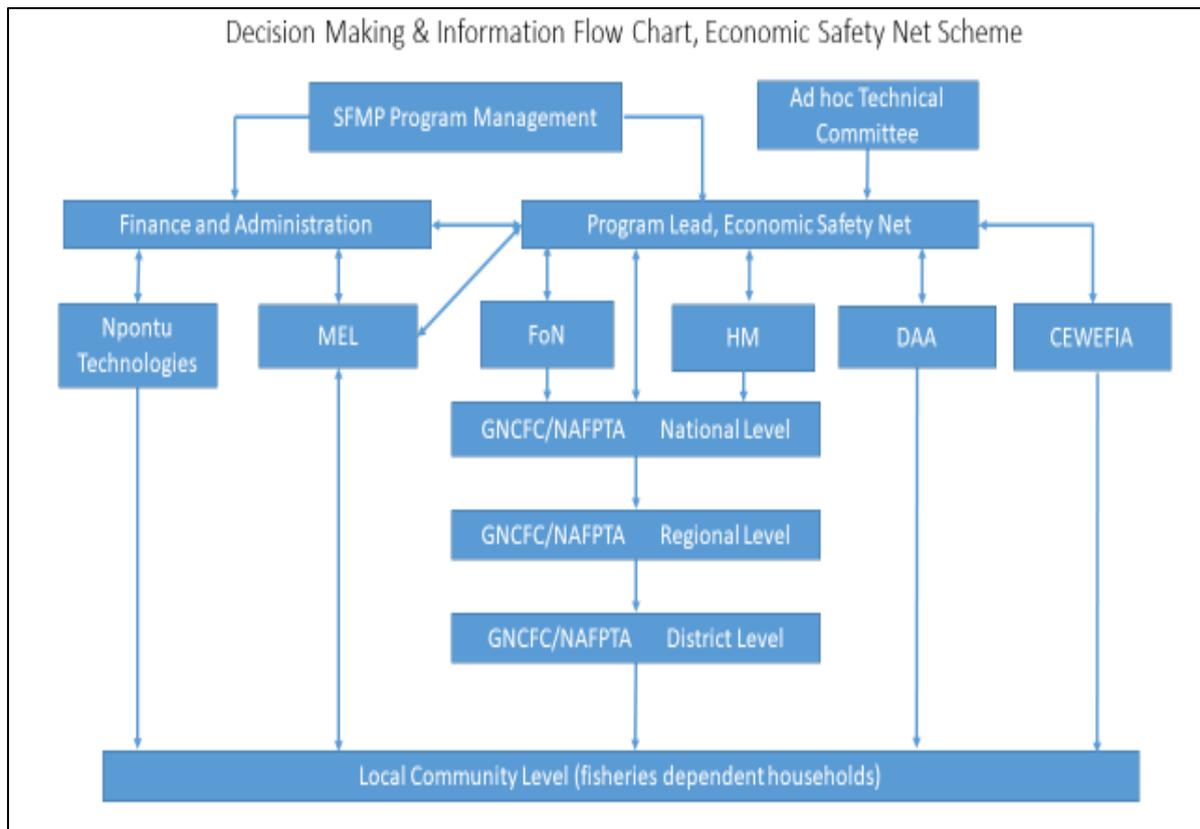 Decision Making & Information Flow Chart, Economic Safety Net Scheme
SFMP Program Management
Ad hoc Technical
Committee
Finance and Administration
Program Lead, Economic Safety Net
Npontu
Technologies
MEL
FoN
HM
DAA
CEWEFIA
GNCFC/NAFPTA National Level
GNCFC/NAFPTA Regional Level
GNCFC/NAFPTA District Level
Local Community Level (fisheries dependent households)